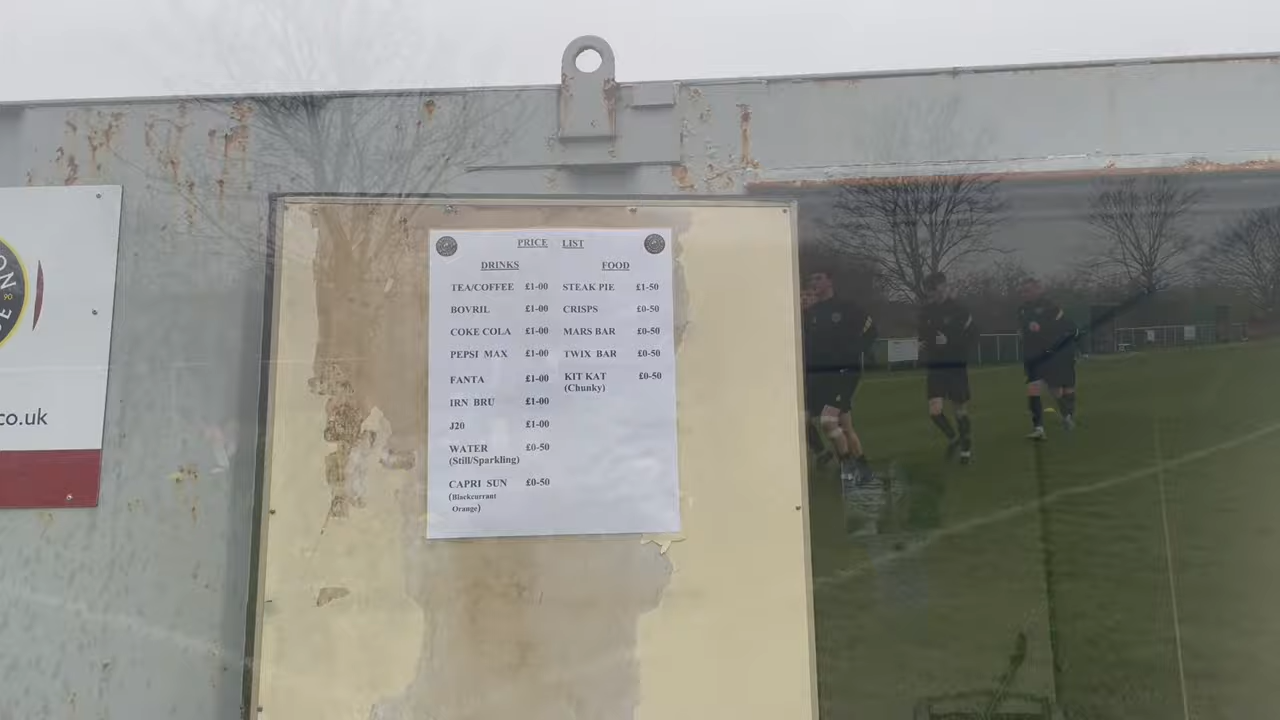 ON
90
E
co.uk
PRICE LIST
DRINKS FOOD
TEA/COFFEE £1-00 STEAK PIE £1-50
BOVRIL £1-00 CRISPS £0-50
COKE COLA £1-00 MARS BAR £0-50
PEPSI MAX £1-00 TWIX BAR £0-50
FANTA £1-00 KIT KAT £0-50
(Chunky)
IRN BRU £1-00
J20 £1-00
WATER £0-50
(Still/Sparkling)
CAPRI SUN £0-50
(Blackcurrant
Orange)